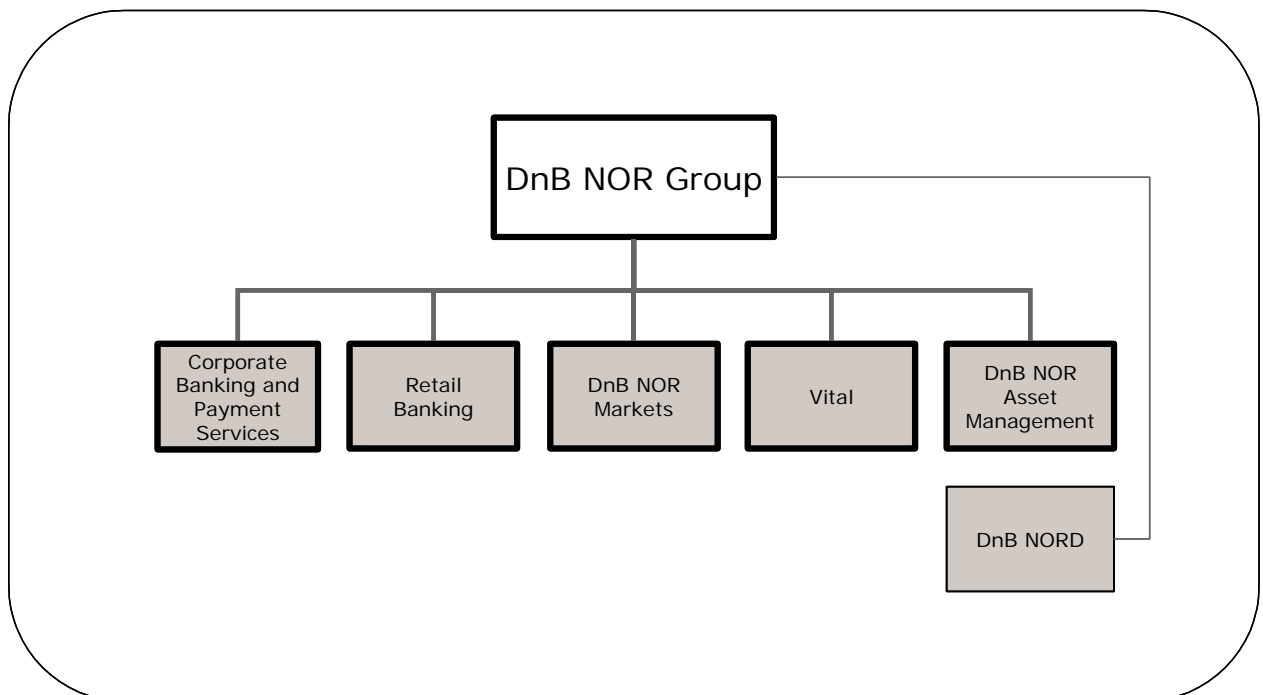 DnB NOR Group
Corporate
Banking and
Payment
Services
Retail
Banking
DnB NOR
Markets
Vital
DnB NOR
Asset
Management
DnB NORD